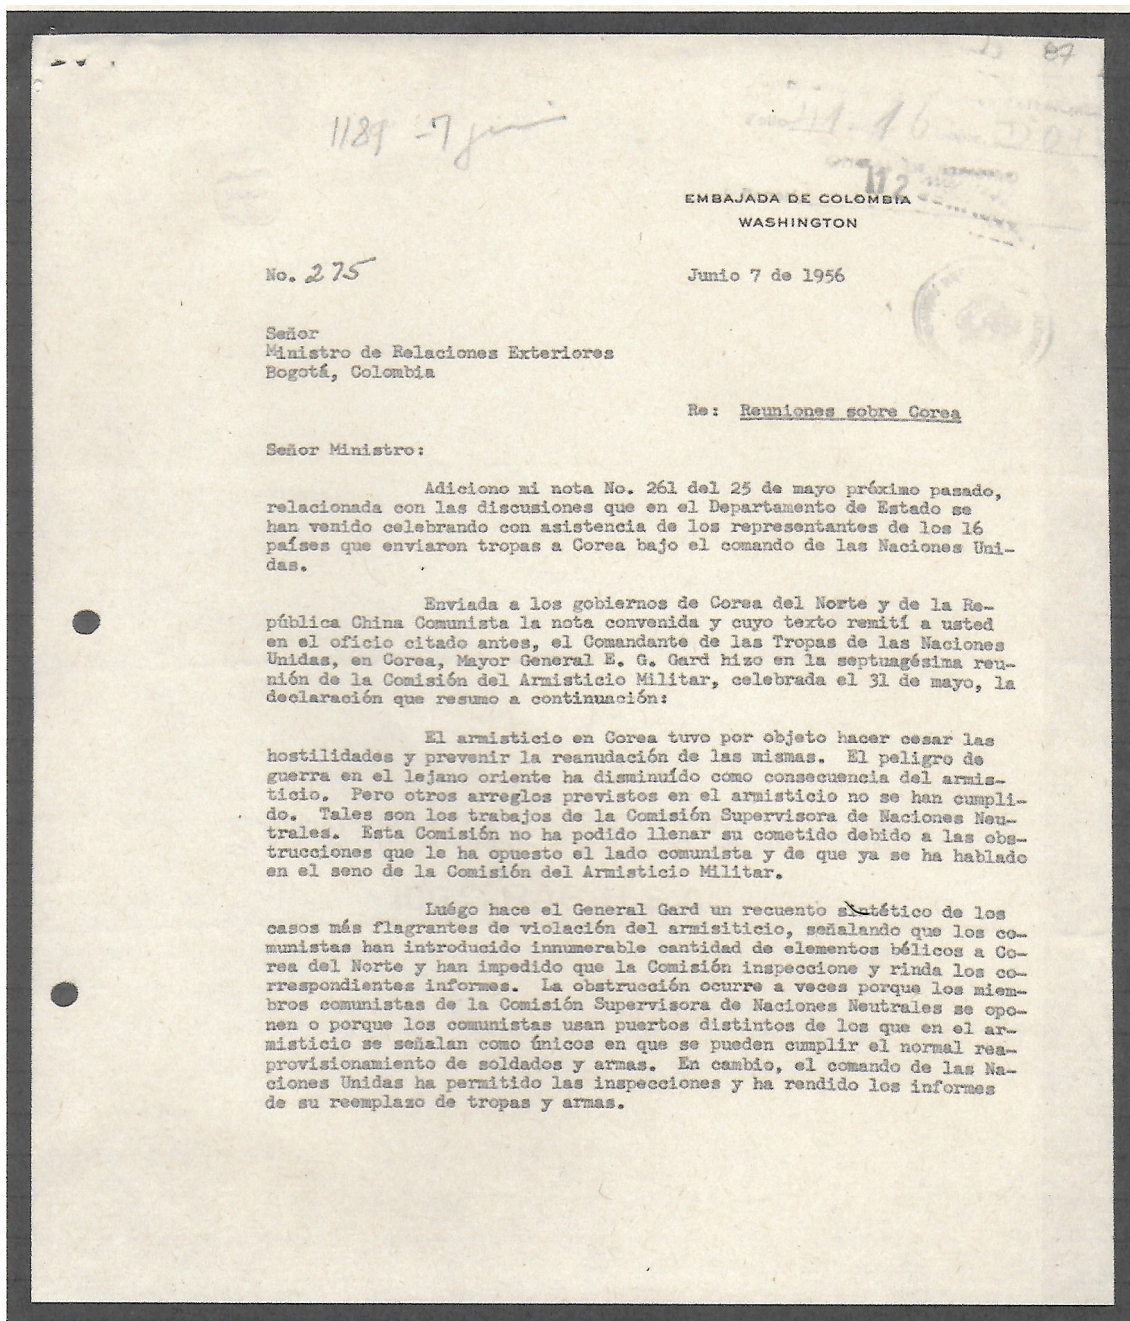 87
1189 -7 junio
112
EMBAJADA DE COLOMBIA
WASHINGTON
No. 275
Junio 7 de 1956
Señor
Ministro de Relaciones Exteriores
Bogotá, Colombia
Re: Reuniones sobre Corea
Señor Ministro:
Adiciono mi nota No. 261 del 25 de mayo próximo pasado,
relacionada con las discusiones que en el Departamento de Estado se
han venido celebrando con asistencia de los representantes de los 16
países que enviaron tropas a Corea bajo el comando de las Naciones Uni-
das.
Enviada a los gobiernos de Corea del Norte y de la Re-
pública China Comunista la nota convenida y cuyo texto remití a usted
en el oficio citado antes, el Comandante de las Tropas de las Naciones
Unidas, en Corea, Mayor General E. G. Gard hizo en la septuagésima reu-
nión de la Comisión del Armisticio Militar, celebrada el 31 de mayo, la
declaración que resumo a continuación:
El armisticio en Corea tuvo por objeto hacer cesar las
hostilidades y prevenir la reanudación de las mismas. El peligro de
guerra en el lejano oriente ha disminuído como consecuencia del armis-
ticio. Pero otros arreglos previstos en el armisticio no se han cumpli-
do. Tales son los trabajos de la Comisión Supervisora de Naciones Neu-
trales. Esta Comisión no ha podido llenar su cometido debido a las obs-
trucciones que le ha opuesto el lado comunista y de que ya se ha hablado
en el seno de la Comisión del Armisticio Militar.
Luégo hace el General Gard un recuento sintético de los
casos más flagrantes de violación del armisiticio, señalando que los co-
munistas han introducido innumerable cantidad de elementos bélicos a Co-
rea del Norte y han impedido que la Comisión inspeccione y rinda los co-
rrespondientes informes. La obstrucción ocurre a veces porque los miem-
bros comunistas de la Comisión Supervisora de Naciones Neutrales se opo-
nen o porque los comunistas usan puertos distintos de los que en el ar-
misticio se señalan como únicos en que se pueden cumplir el normal rea-
provisionamiento de soldados y armas. En cambio, el comando de las Na-
ciones Unidas ha permitido las inspecciones y ha rendido los informes
de su reemplazo de tropas y armas.